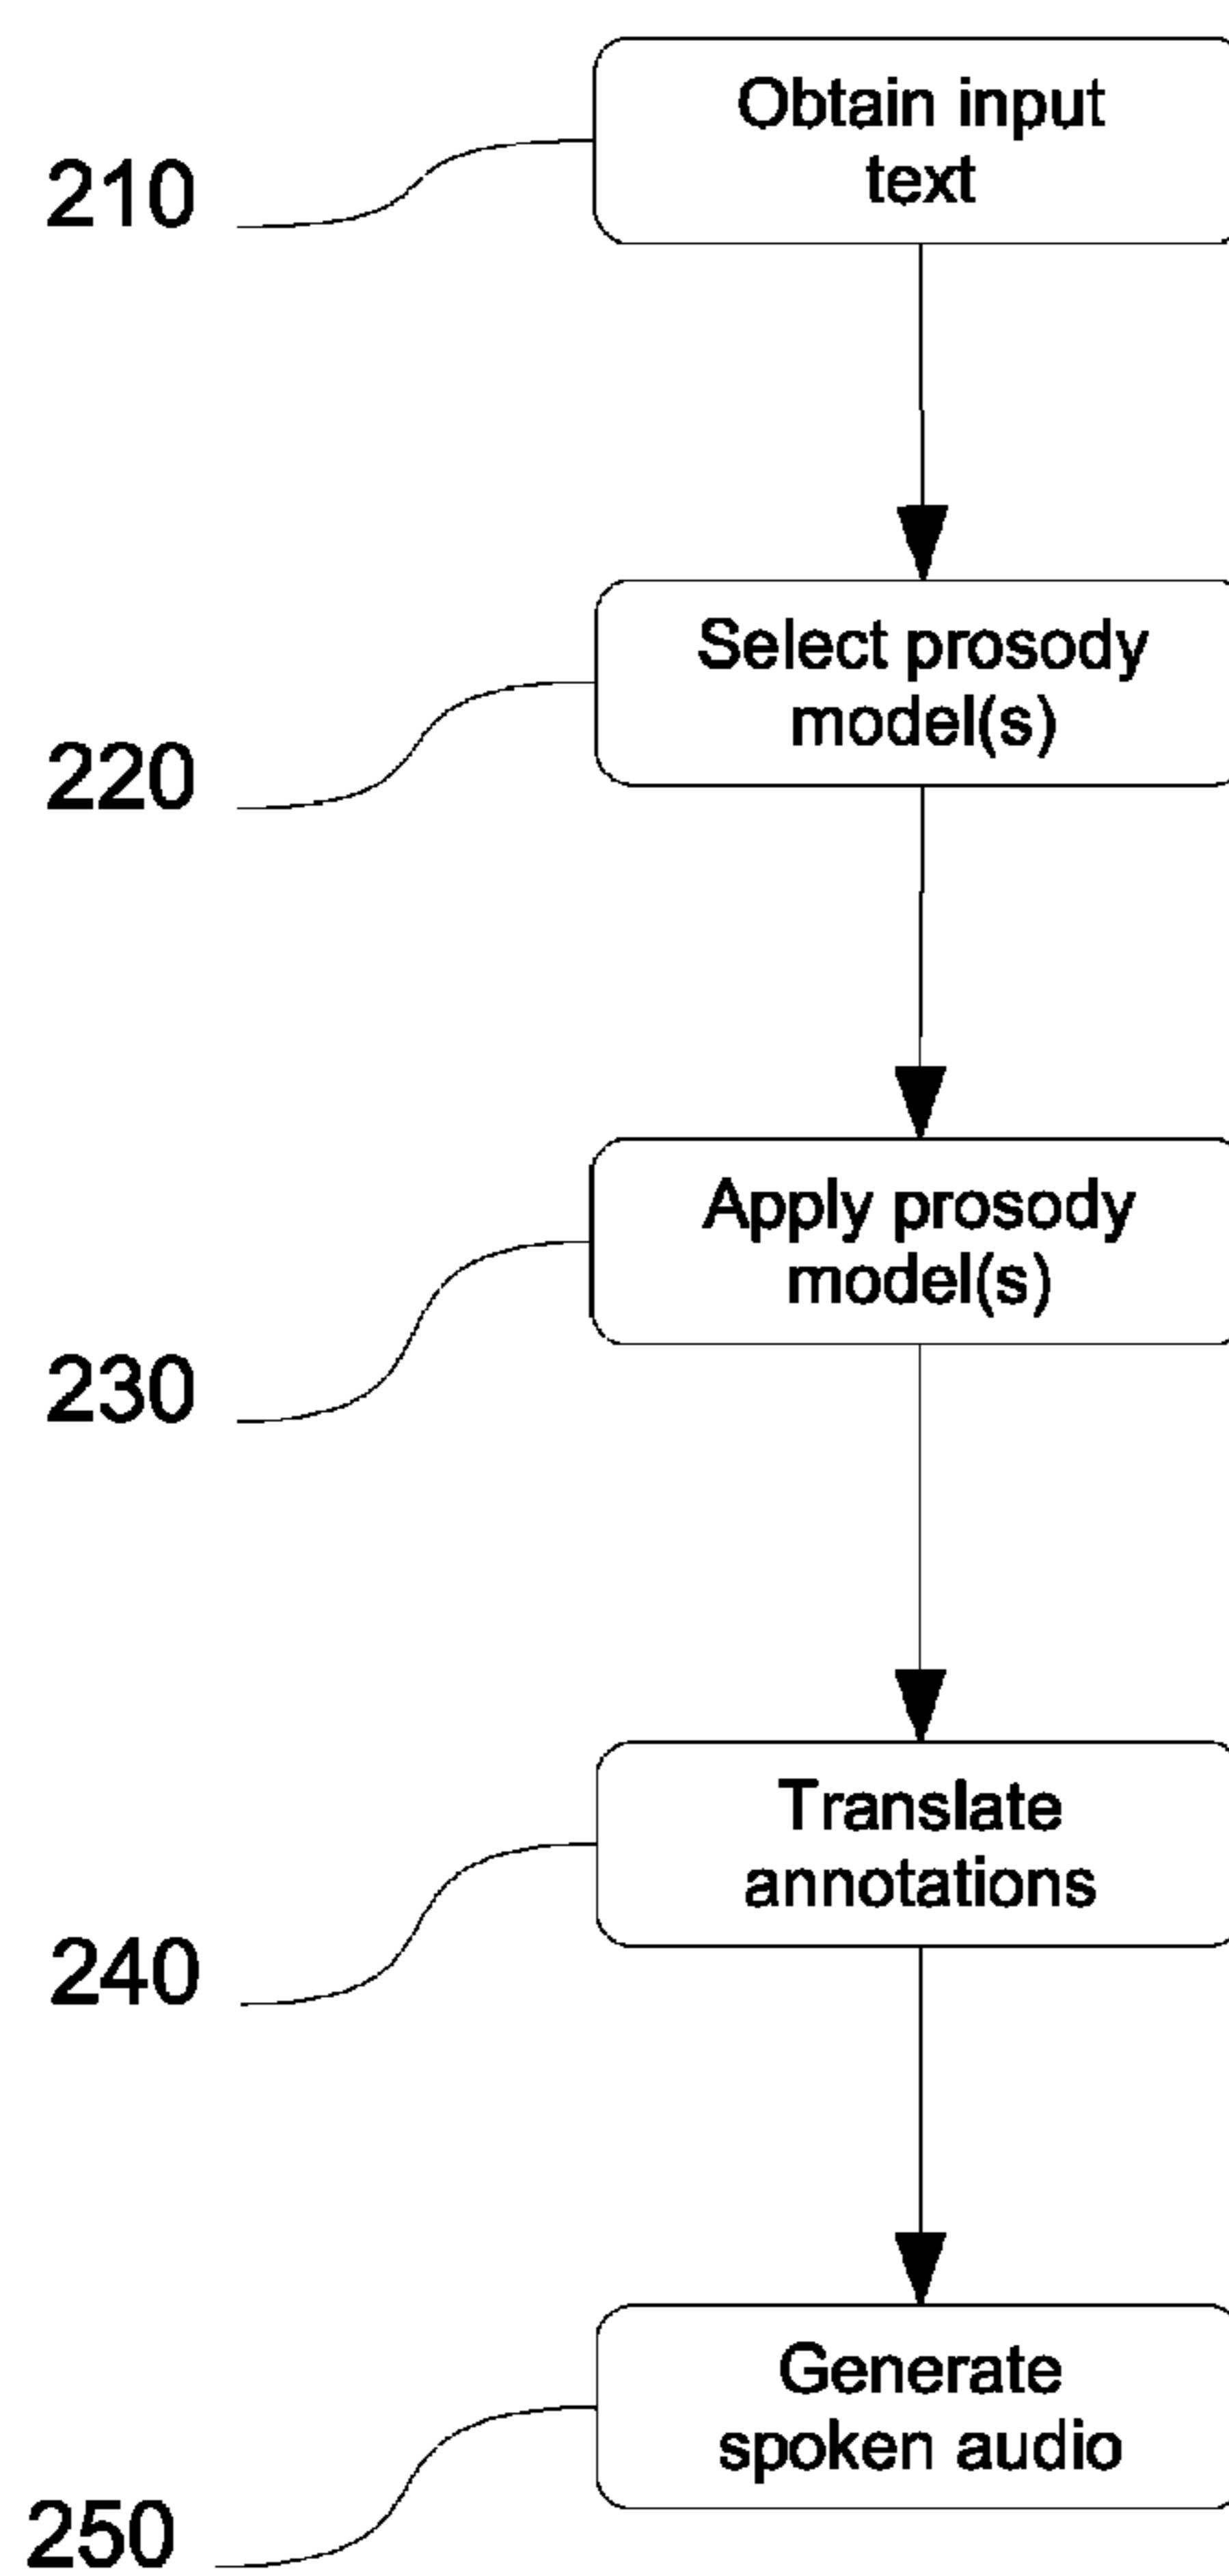 Obtain input
text
210
Select prosody
model(s)
220
Apply prosody
model(s)
230
Translate
annotations
240
Generate
spoken audio
250